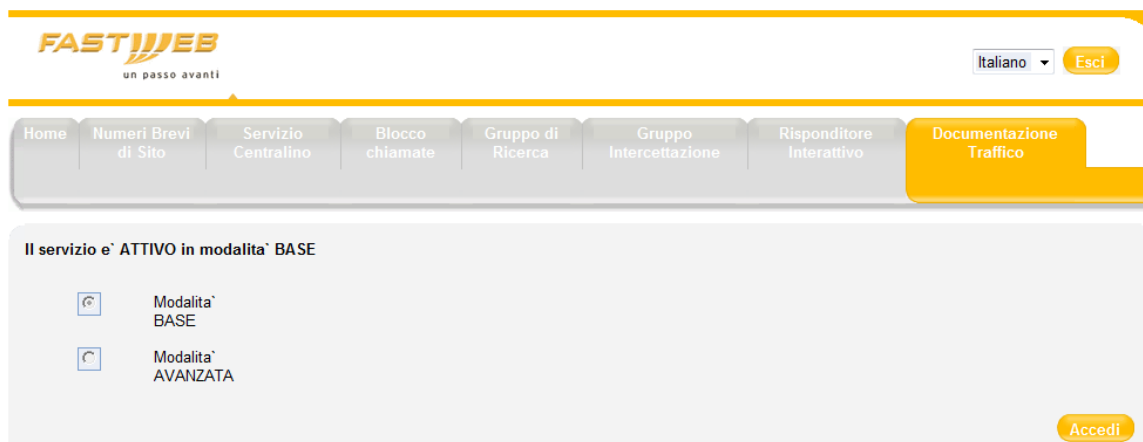 FASTWEB
un passo avanti
Italiano
Esci
Home
Numeri Brevi
di Sito
Servizio
Centralino
Blocco
chiamate
Gruppo di
Ricerca
Gruppo
Intercettazione
Risponditore
Interattivo
Documentazione
Traffico
Il servizio e` ATTIVO in modalita` BASE
Modalita`
BASE
Modalita`
AVANZATA
Accedi